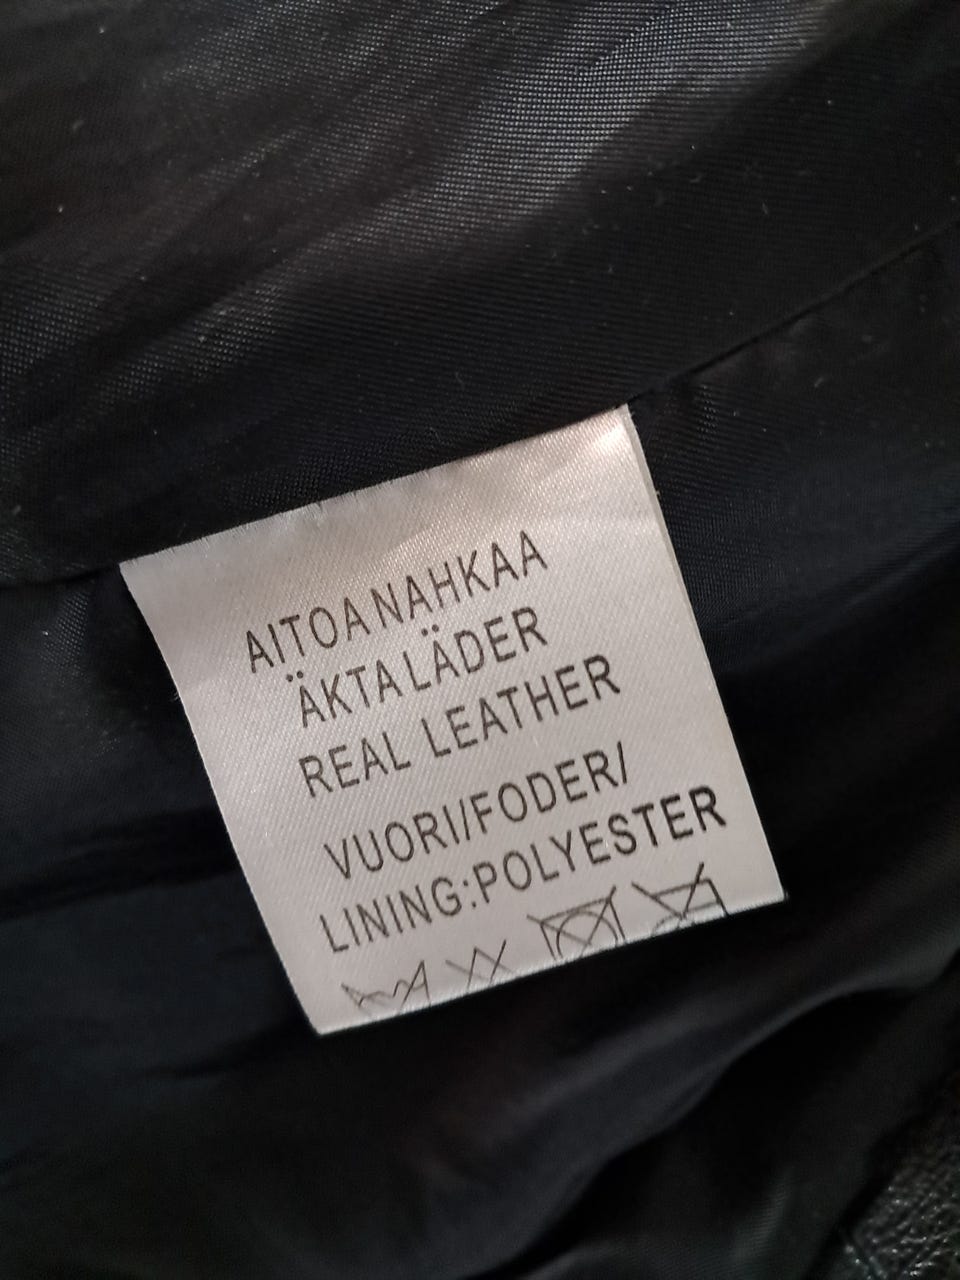 AITOA NAHKAA
ÄKTA LÄDER
REAL LEATHER
VUORI/FODER/
LINING:POLYESTER